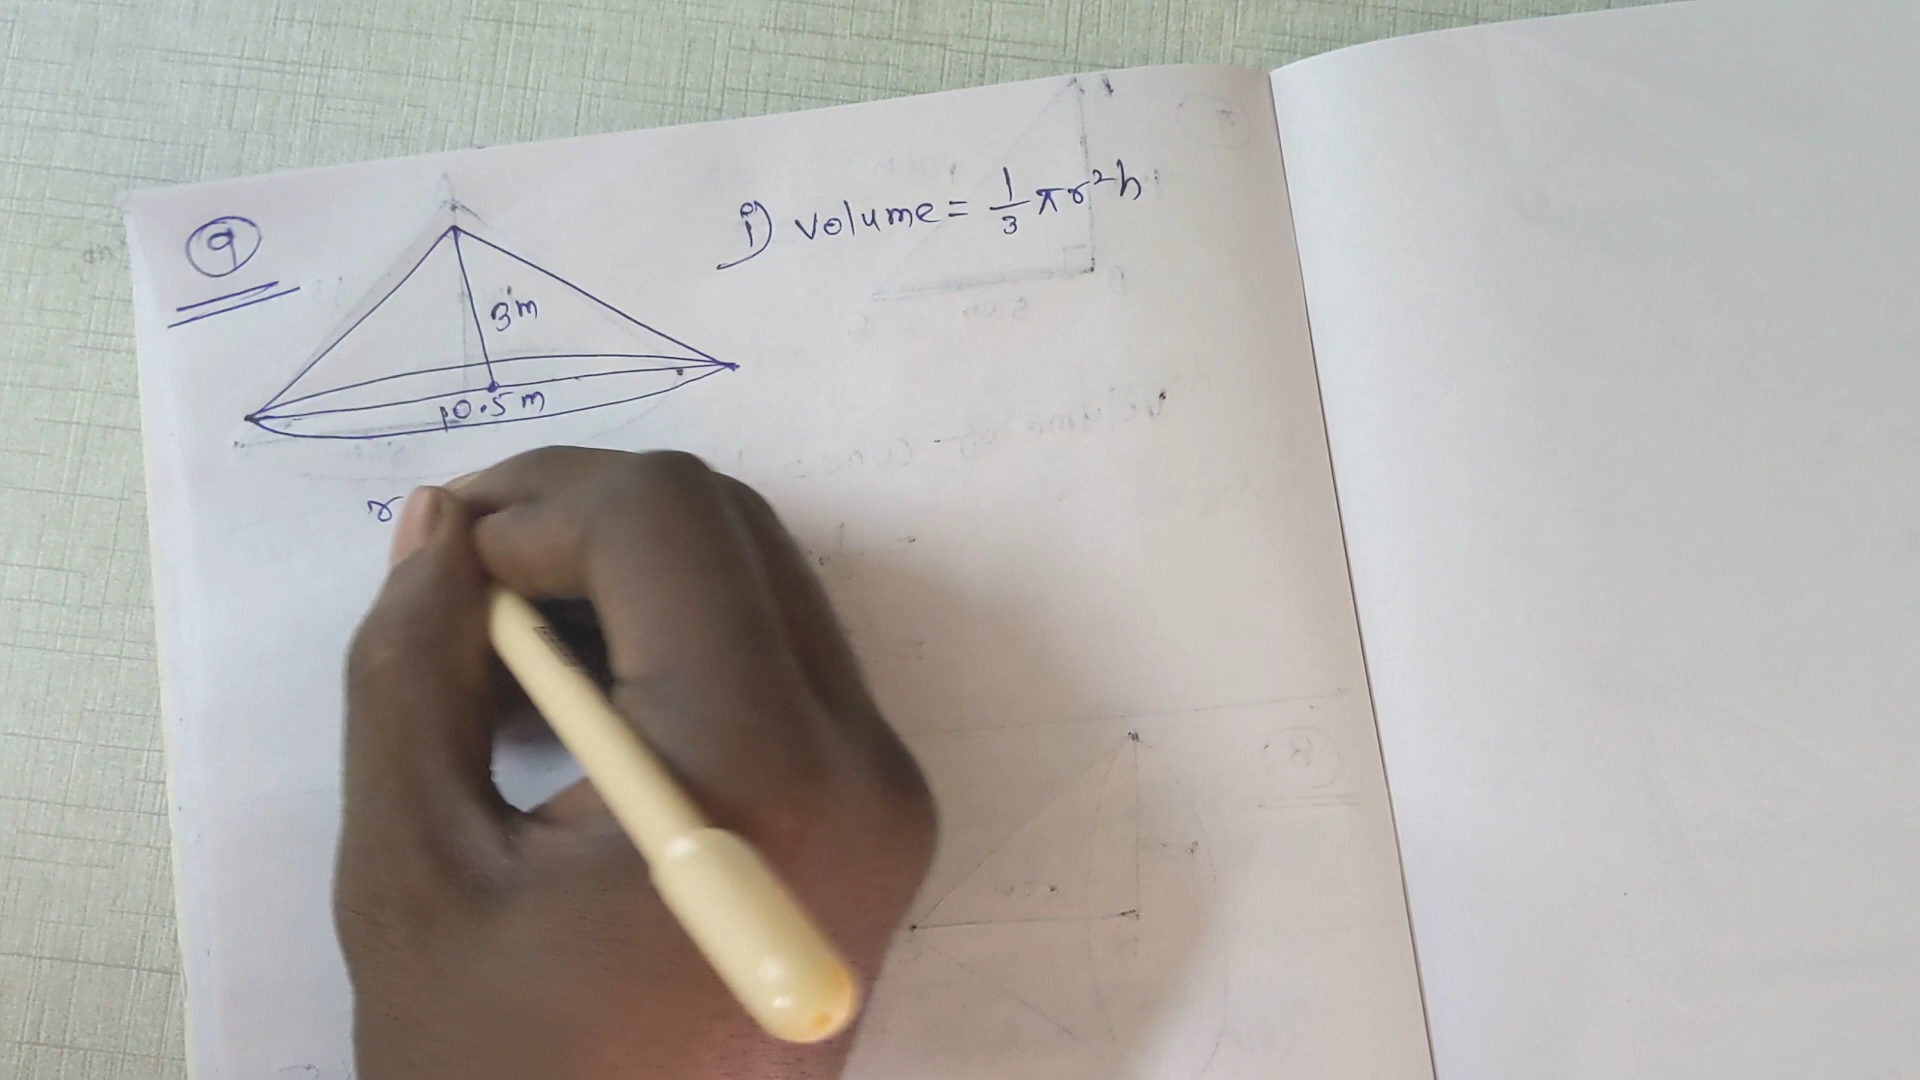 9
i) volume = 1/3 πr²h
3m
10.5m
r